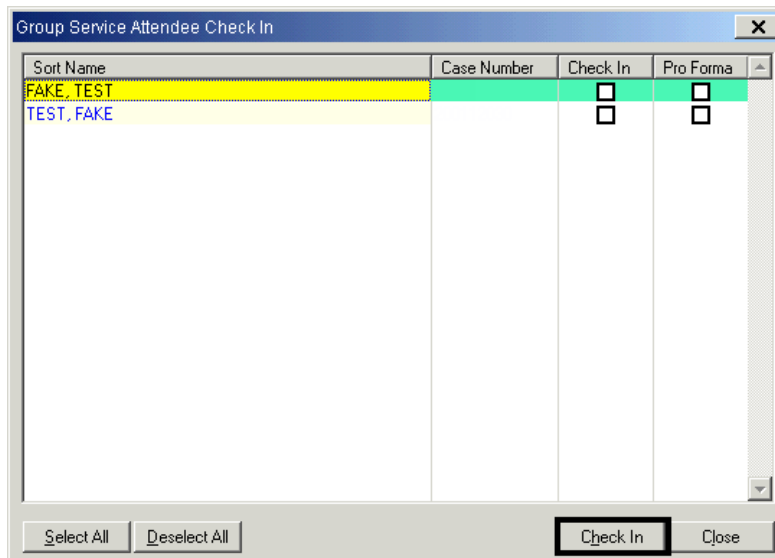 Group Service Attendee Check In
Sort Name Case Number Check In Pro Forma
FAKE, TEST
TEST, FAKE
Select All Deselect All Check In Close